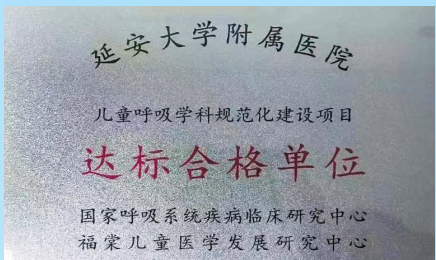 延安大学附属医院
儿童呼吸学科规范化建设项目
达标合格单位
国家呼吸系统疾病临床研究中心
福棠儿童医学发展研究中心